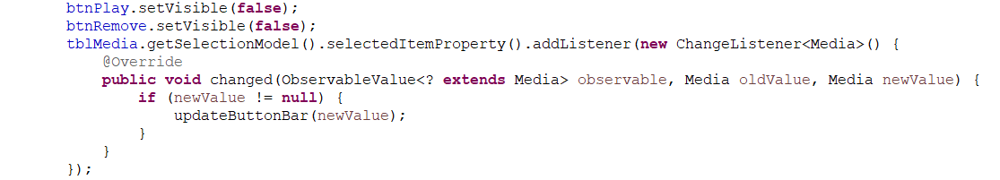 btnPlay.setVisible(false);
btnRemove.setVisible(false);
tblMedia.getSelectionModel().selectedItemProperty().addListener(new ChangeListener<Media>() {
    @Override
    public void changed(ObservableValue<? extends Media> observable, Media oldValue, Media newValue) {
        if (newValue != null) {
            updateButtonBar(newValue);
        }
    }
});